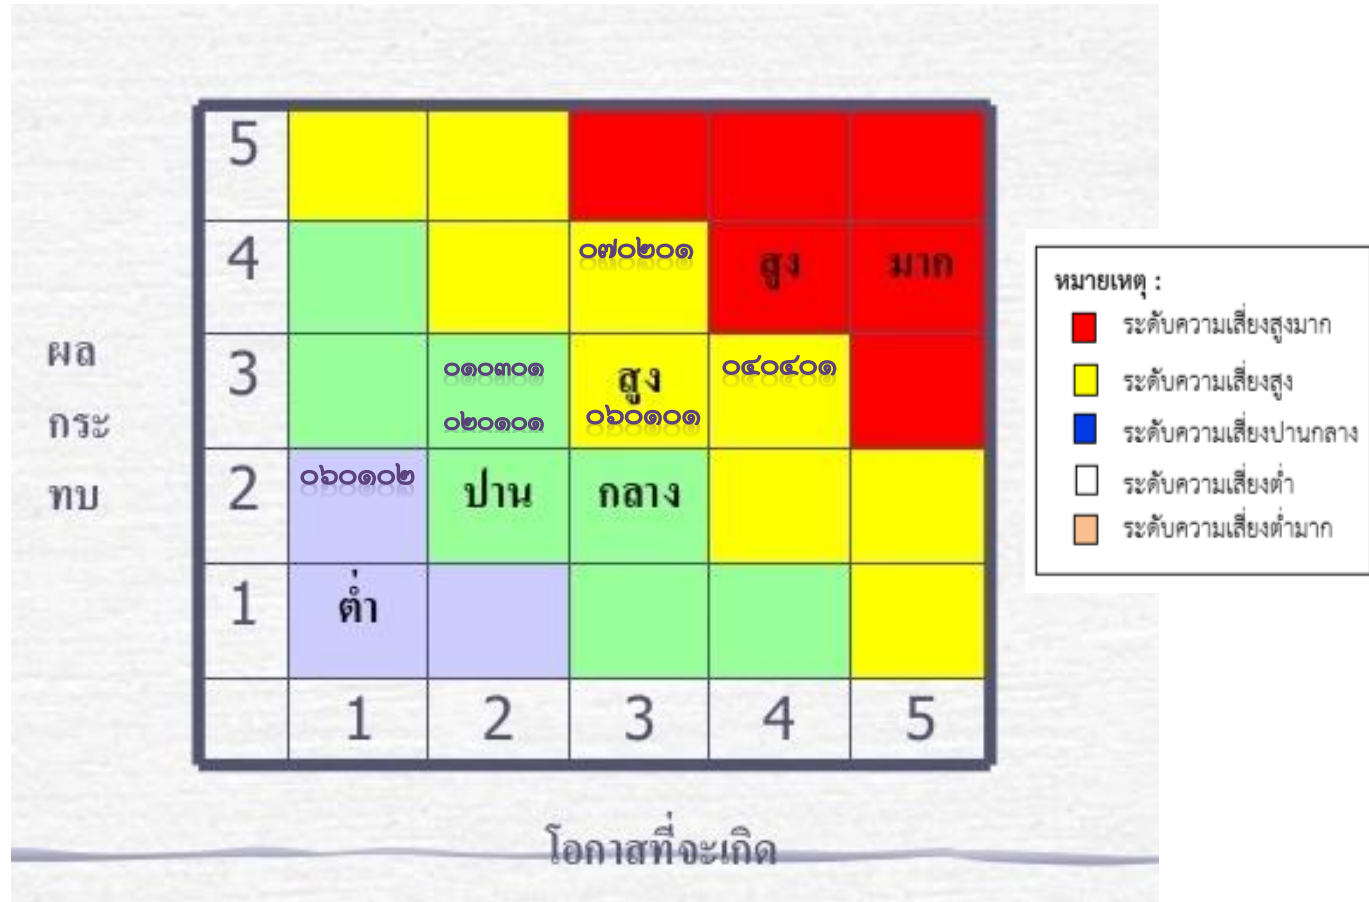 5
4 ๐๗๐๒๐๑ สูง มาก
ผล
กระ
ทบ
3 ๐๑๐๓๐๑ สูง ๐๔๐๔๐๑
๐๒๐๑๐๑ ๐๖๐๑๐๑
2 ๐๖๐๑๐๒ ปาน กลาง
1 ต่ำ
1 2 3 4 5
โอกาสที่จะเกิด
หมายเหตุ :
ระดับความเสี่ยงสูงมาก
ระดับความเสี่ยงสูง
ระดับความเสี่ยงปานกลาง
ระดับความเสี่ยงต่ำ
ระดับความเสี่ยงต่ำมาก